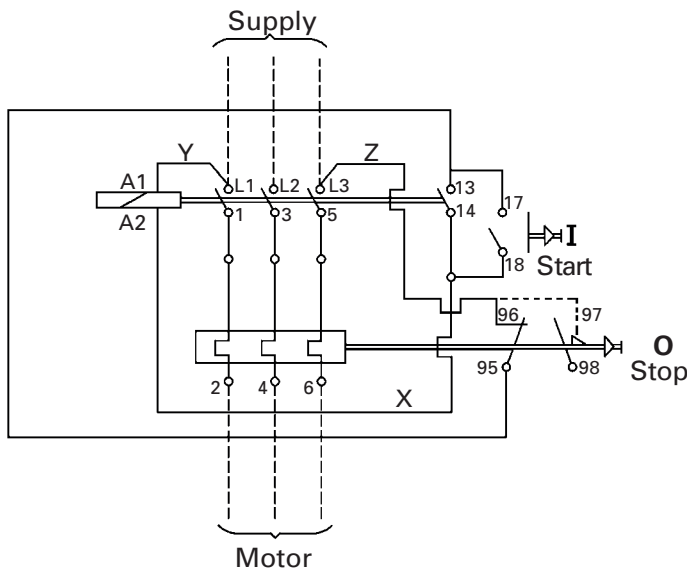 Supply
Y Z
A1 L1 L2 L3 13 17
A2 1 3 5 14 I
18 Start
96 97
O
95 98 Stop
2 4 6 X
Motor